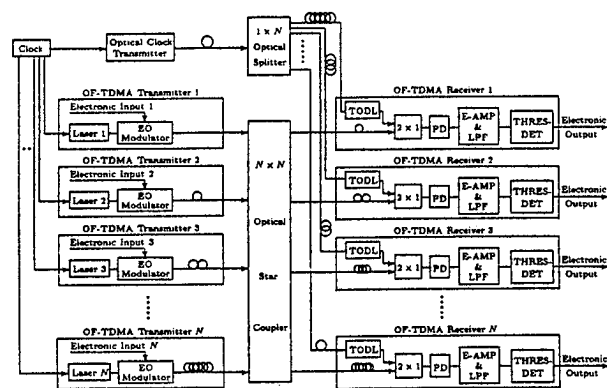 Clock
Optical Clock
Transmitter
1 × N
Optical
Splitter
OF-TDMA Transmitter 1
Electronic Input 1
Laser 1
EO
Modulator
OF-TDMA Transmitter 2
Electronic Input 2
Laser 2
EO
Modulator
OF-TDMA Transmitter 3
Electronic Input 3
Laser 3
EO
Modulator
OF-TDMA Transmitter N
Electronic Input N
Laser N
EO
Modulator
N × N
Optical
Star
Coupler
OF-TDMA Receiver 1
TODL
2 × 1
PD
E-AMP
&
LPF
THRES-
DET
Electronic
Output
OF-TDMA Receiver 2
TODL
2 × 1
PD
E-AMP
&
LPF
THRES-
DET
Electronic
Output
OF-TDMA Receiver 3
TODL
2 × 1
PD
E-AMP
&
LPF
THRES-
DET
Electronic
Output
OF-TDMA Receiver N
TODL
2 × 1
PD
E-AMP
&
LPF
THRES-
DET
Electronic
Output